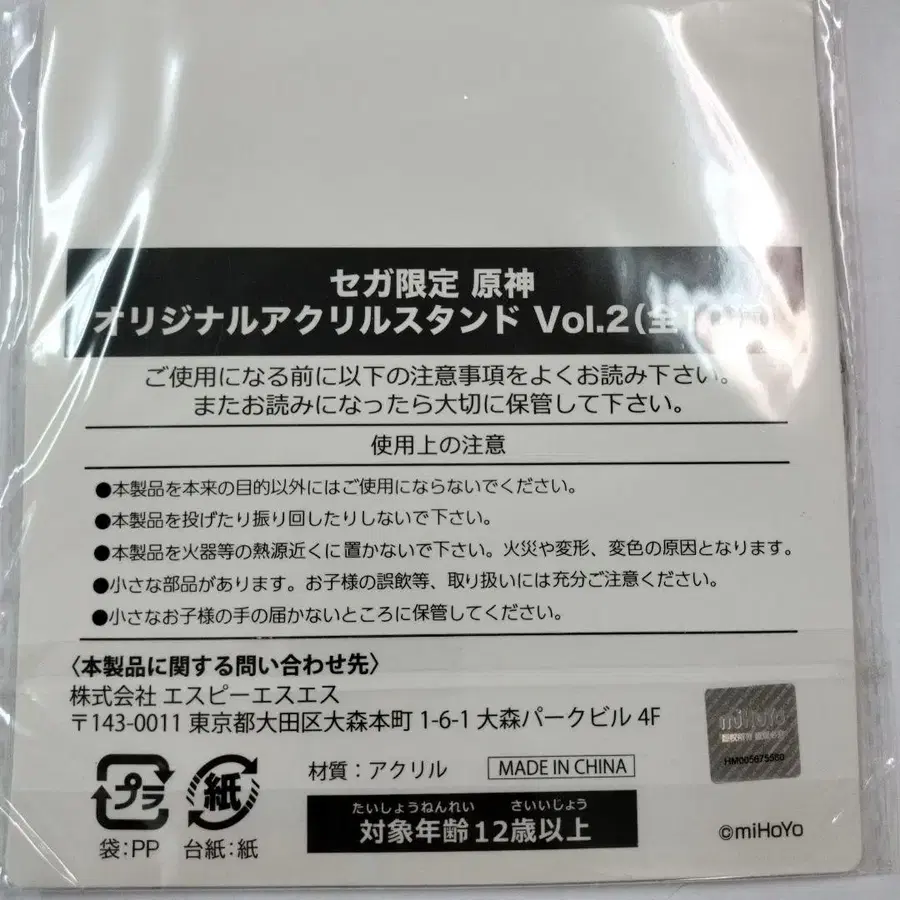 セガ限定 原神
オリジナルアクリルスタンド Vol.2(全1
ご使用になる前に以下の注意事項をよくお読み下さい。
またお読みになったら大切に保管して下さい。
使用上の注意
●本製品を本来の目的以外にはご使用にならないでください。
●本製品を投げたり振り回したりしないで下さい。
●本製品を火器等の熱源近くに置かないで下さい。火災や変形、変色の原因となります。
●小さな部品があります。お子様の誤飲等、取り扱いには充分ご注意ください。
●小さなお子様の手の届かないところに保管してください。
〈本製品に関する問い合わせ先〉
株式会社 エスピーエスエス
〒143-0011 東京都大田区大森本町 1-6-1 大森パークビル 4F
プラ
紙
袋:PP
台紙:紙
材質:アクリル
MADE IN CHINA
たいしょうねんれい さいいじょう
対象年齢12歳以上
miHoYo
HM005675560
©miHoYo